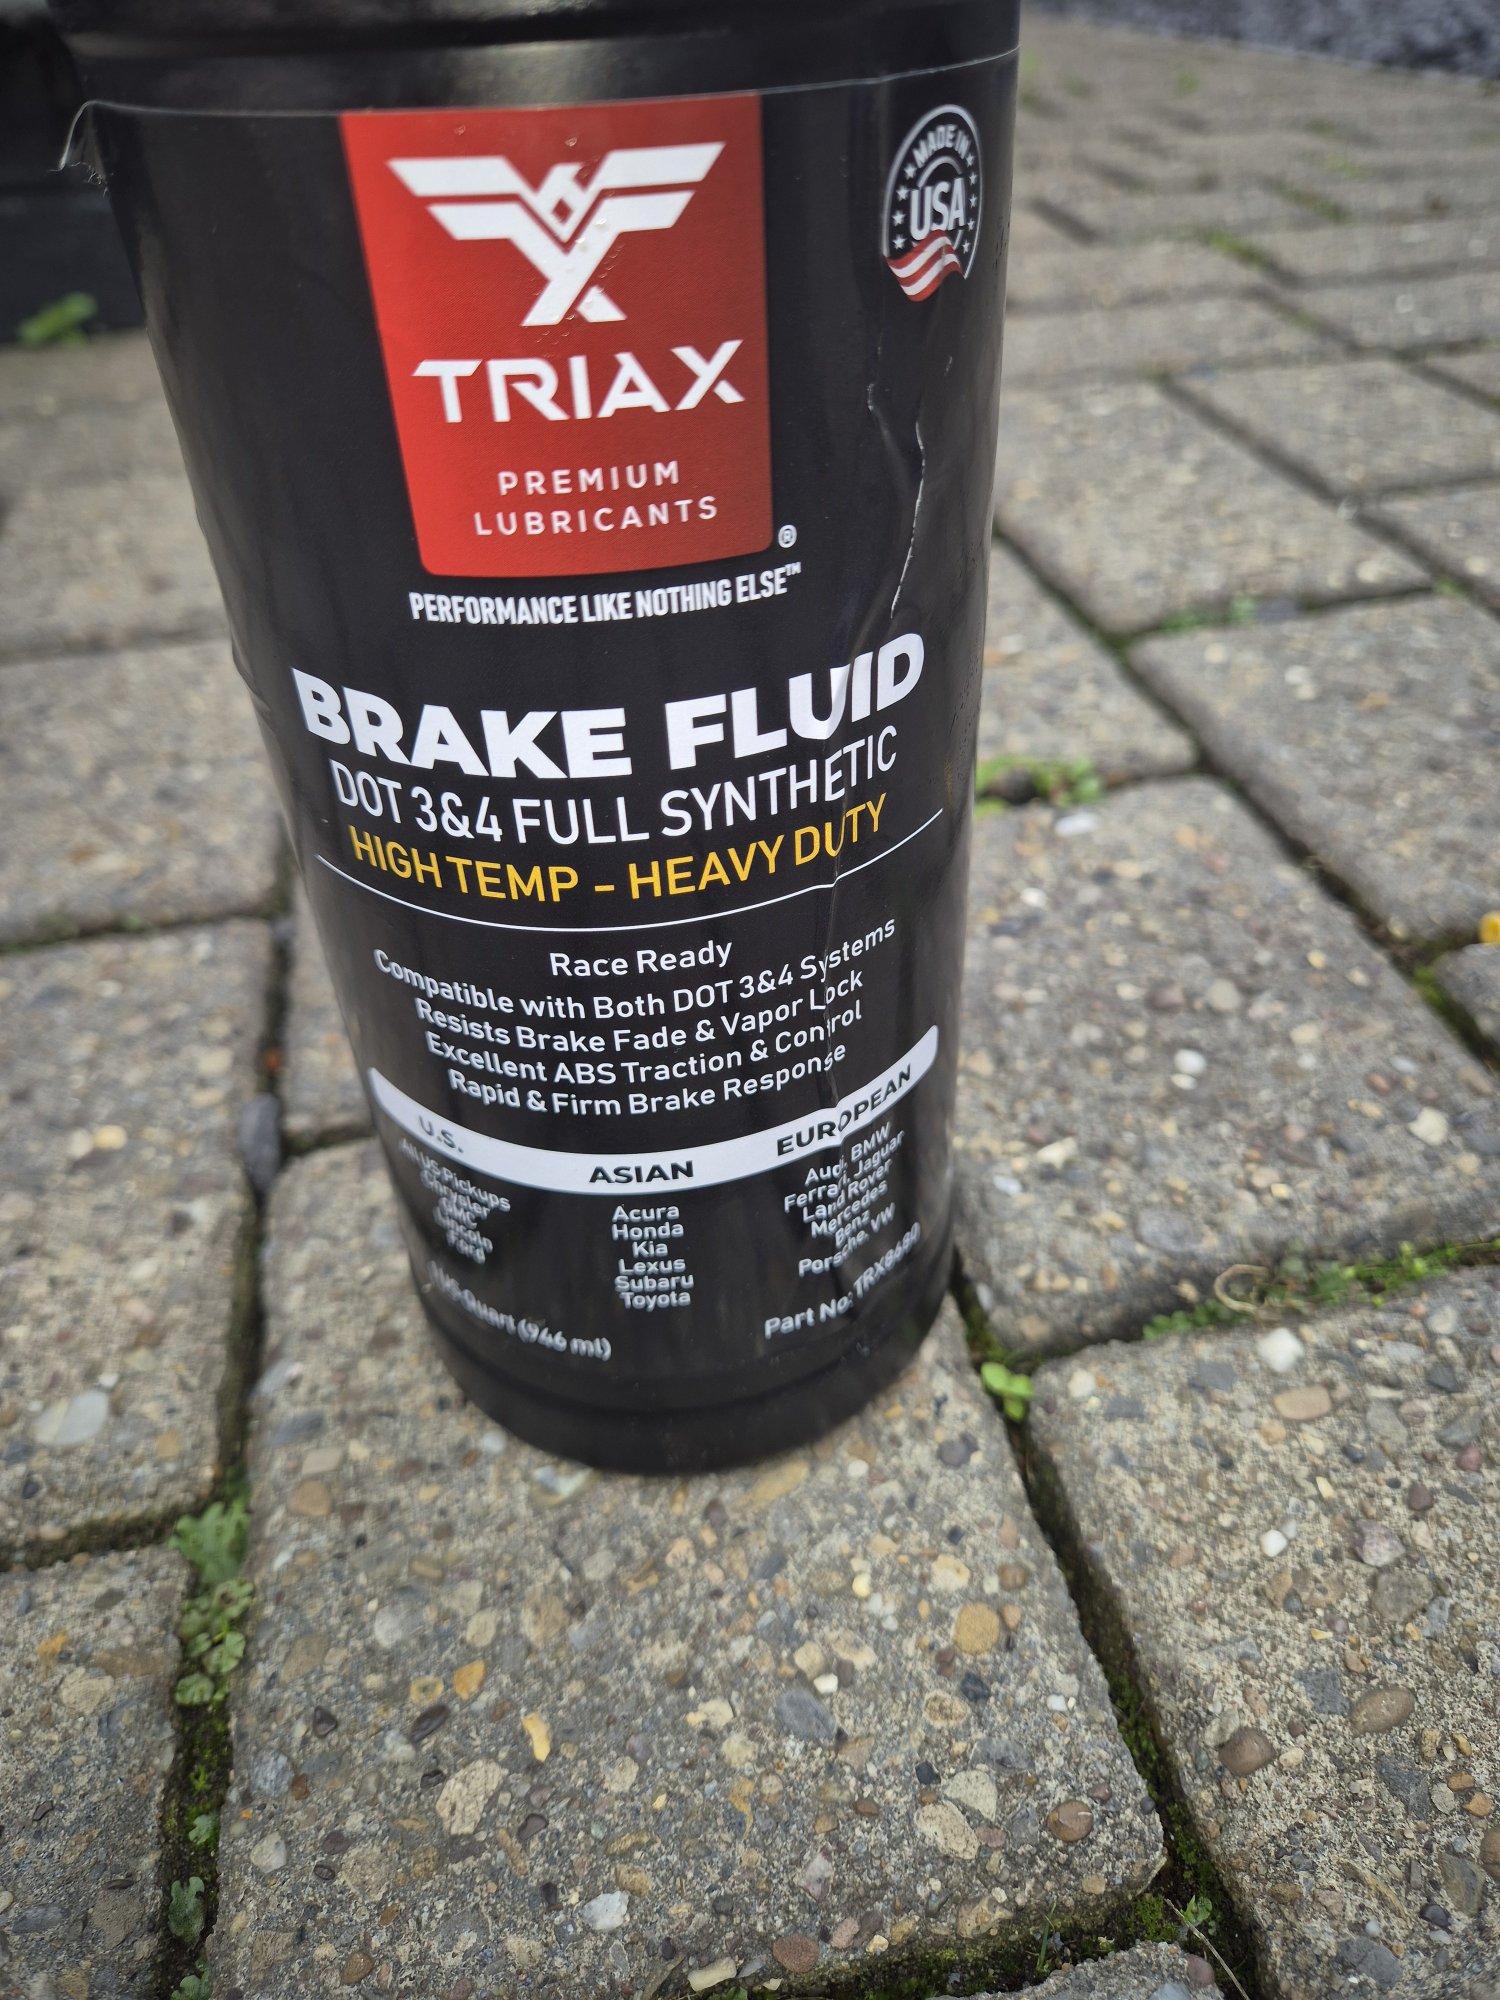 MADE IN
USA
TRIAX
PREMIUM
LUBRICANTS
®
PERFORMANCE LIKE NOTHING ELSE™
BRAKE FLUID
DOT 3&4 FULL SYNTHETIC
HIGH TEMP - HEAVY DUTY
Race Ready
Compatible with Both DOT 3&4 Systems
Resists Brake Fade & Vapor Lock
Excellent ABS Traction & Control
Rapid & Firm Brake Response
U.S.
All US Pickups
Chrysler
GMC
Lincoln
Ford
ASIAN
Acura
Honda
Kia
Lexus
Subaru
Toyota
EUROPEAN
Audi, BMW
Ferrari, Jaguar
Land Rover
Mercedes
Benz
Porsche, VW
Quart (946 ml)
Part No: